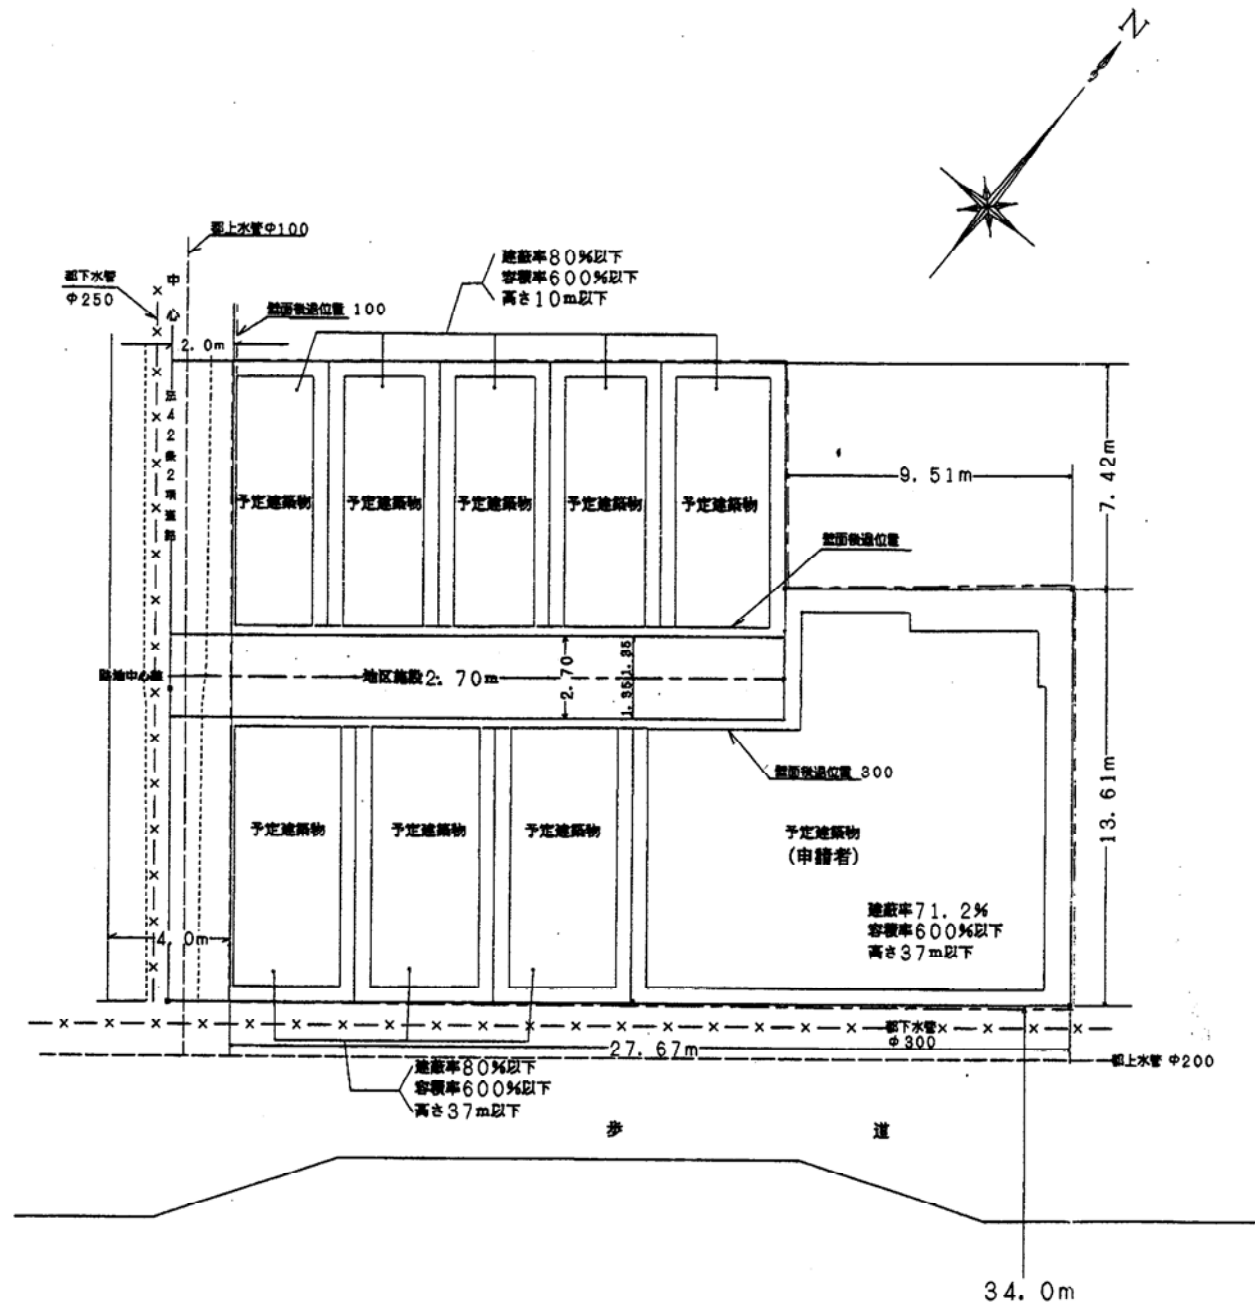 N
都上水管Φ100
都下水管
Φ250
中心
壁面後退位置 100
2. 0m
建蔽率80%以下
容積率600%以下
高さ10m以下
法42条2項道路
9. 51m
7. 42m
予定建築物
予定建築物
予定建築物
予定建築物
予定建築物
壁面後退位置
路地中心線
地区施設2. 70m
2. 70
1. 35
1. 35
壁面後退位置 300
13. 61m
予定建築物
予定建築物
予定建築物
予定建築物
(申請者)
建蔽率71. 2%
容積率600%以下
高さ37m以下
4. 0m
都下水管
Φ300
27. 67m
都上水管 Φ200
建蔽率80%以下
容積率600%以下
高さ37m以下
歩 道
34. 0m